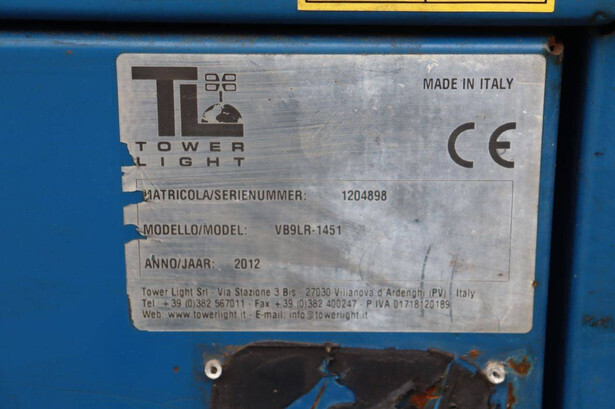 TL
MADE IN ITALY
TOWER
LIGHT
CE
MATRICOLA/SERIENUMMER: 1204898
MODELLO/MODEL: VB9LR-1451
ANNO/JAAR: 2012
Tower Light Srl - Via Stazione 3 Bis - 27030 Villanova d'Ardenghi (PV) - Italy
Tel. +39 (0)382 567011 - Fax +39 (0)382 400247 - P.IVA 01718120189
Web: www.towerlight.it - E-mail: info@towerlight.it